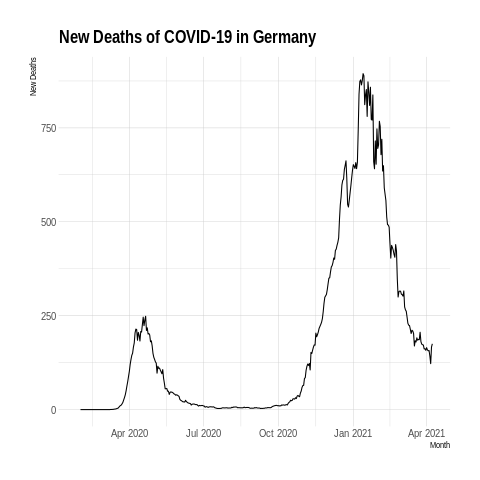 New Deaths of COVID-19 in Germany
New Deaths
750
500
250
0
Apr 2020
Jul 2020
Oct 2020
Jan 2021
Apr 2021
Month